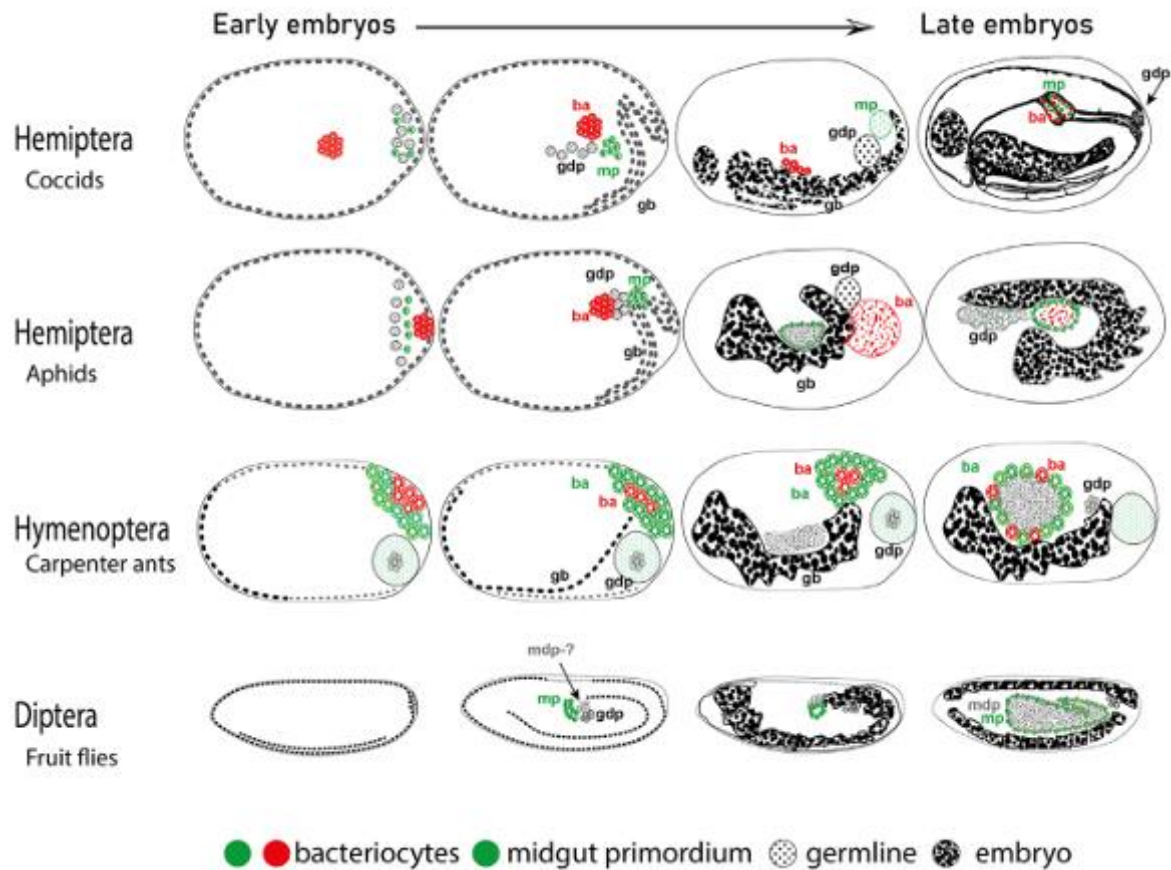 Early embryos
Late embryos
Hemiptera
Coccids
ba
gdp
mp
gb
mp
gdp
ba
gb
mp
ba
gdp
Hemiptera
Aphids
gdp
mp
ba
gb
gdp
ba
gb
gdp
Hymenoptera
Carpenter ants
ba
ba
gb
gdp
ba
ba
gdp
gb
ba
ba
gdp
Diptera
Fruit flies
mdp-?
mp
gdp
mdp
mp
bacteriocytes midgut primordium germline embryo